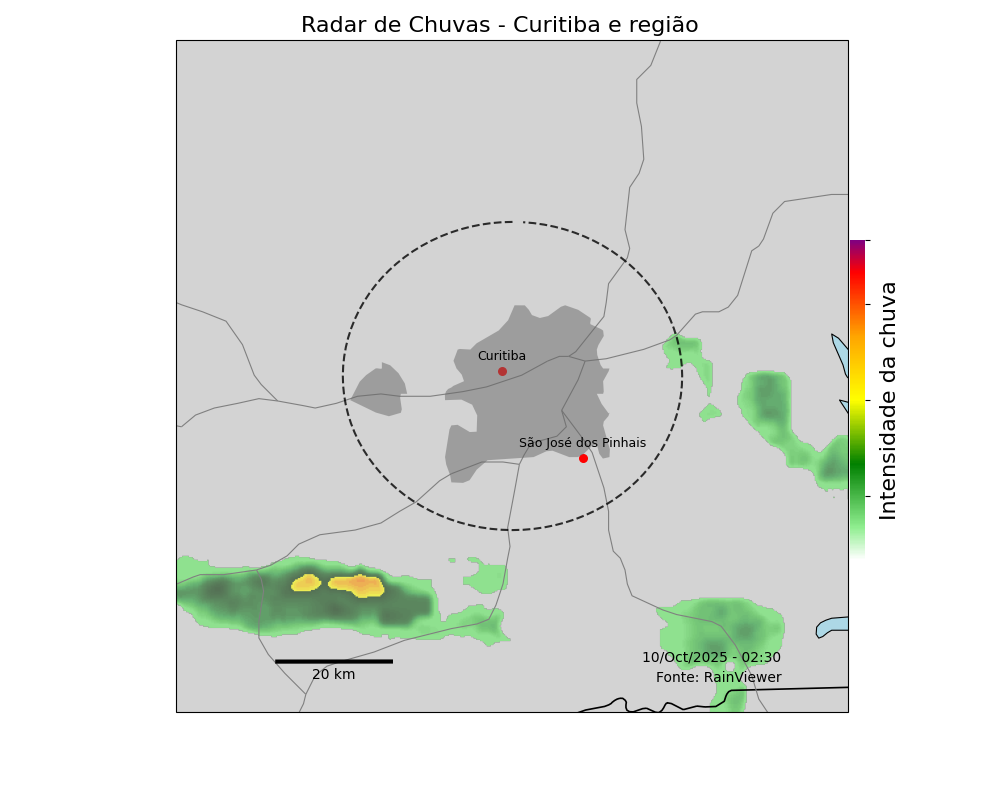 Radar de Chuvas - Curitiba e região
Curitiba
São José dos Pinhais
Intensidade da chuva
10/Oct/2025 - 02:30
Fonte: RainViewer
20 km